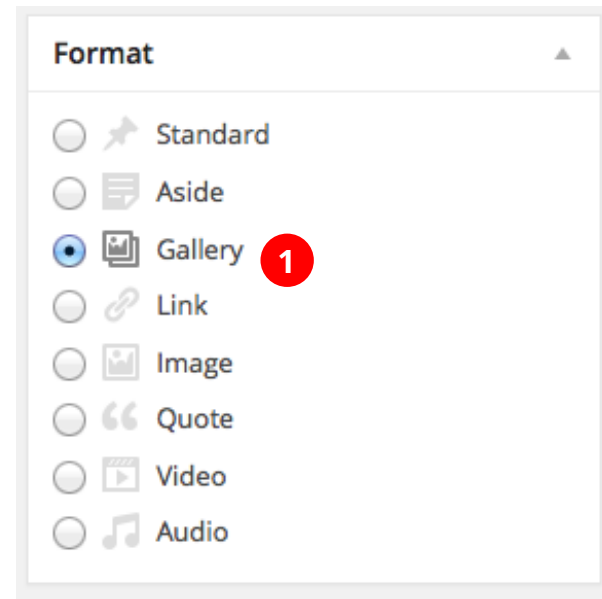 Format
Standard
Aside
Gallery 1
Link
Image
Quote
Video
Audio